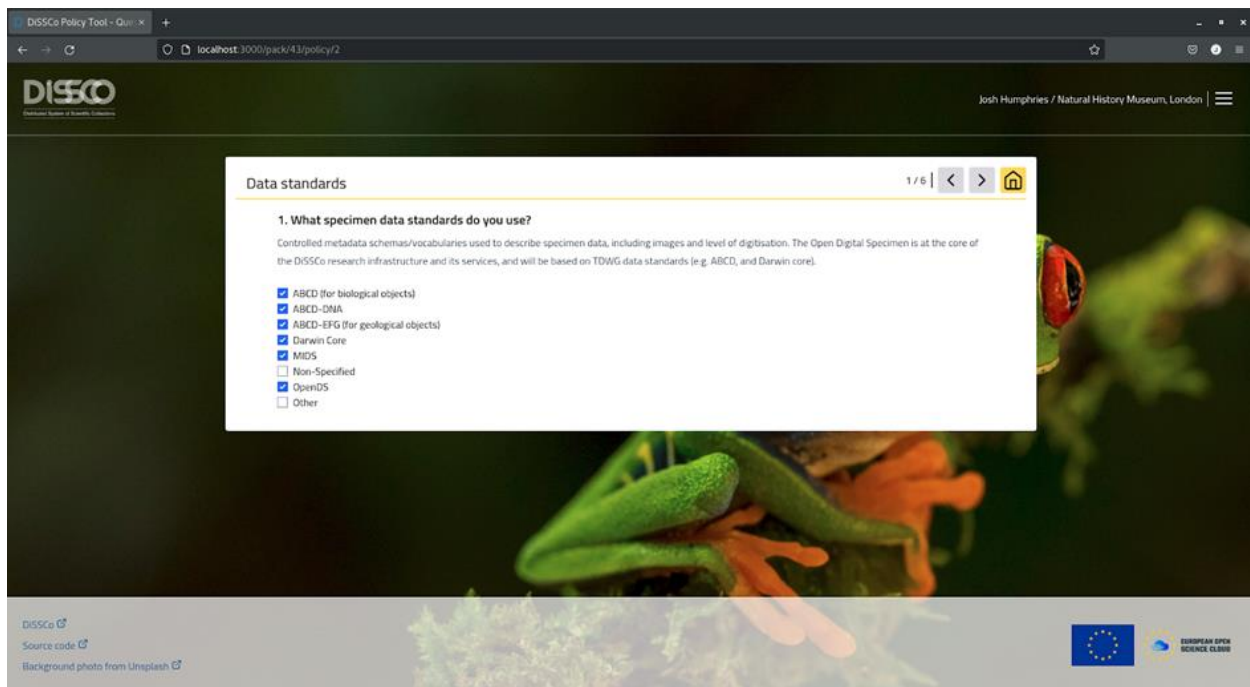 DiSSCo Policy Tool - Que
localhost:3000/pack/43/policy/2
DISSCO
Distributed System of Scientific Collections
Josh Humphries / Natural History Museum, London
Data standards
1 / 6
1. What specimen data standards do you use?
Controlled metadata schemas/vocabularies used to describe specimen data, including images and level of digitisation. The Open Digital Specimen is at the core of
the DiSSCo research infrastructure and its services, and will be based on TDWG data standards (e.g. ABCD, and Darwin core).
ABCD (for biological objects)
ABCD-DNA
ABCD-EFG (for geological objects)
Darwin Core
MIDS
Non-Specified
OpenDS
Other
DiSSCo
Source code
Background photo from Unsplash
EUROPEAN OPEN
SCIENCE CLOUD